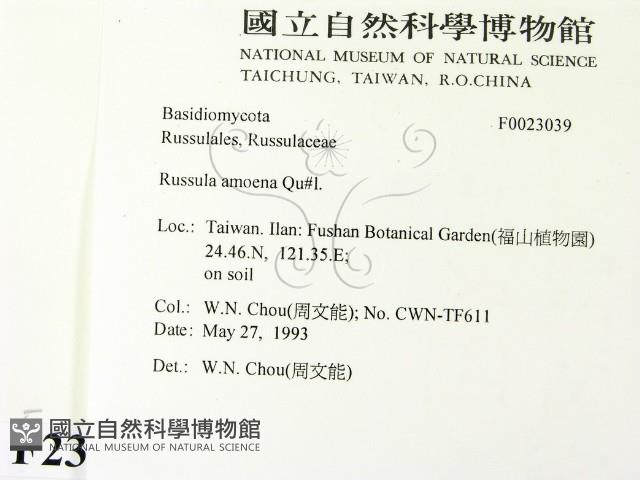 國立自然科學博物館
NATIONAL MUSEUM OF NATURAL SCIENCE
TAICHUNG, TAIWAN, R.O.CHINA
Basidiomycota F0023039
Russulales, Russulaceae
Russula amoena Qu#l.
Loc.: Taiwan. Ilan: Fushan Botanical Garden(福山植物園)
24.46.N, 121.35.E;
on soil
Col.: W.N. Chou(周文能); No. CWN-TF611
Date: May 27, 1993
Det.: W.N. Chou(周文能)
國立自然科學博物館
NATIONAL MUSEUM OF NATURAL SCIENCE
F23